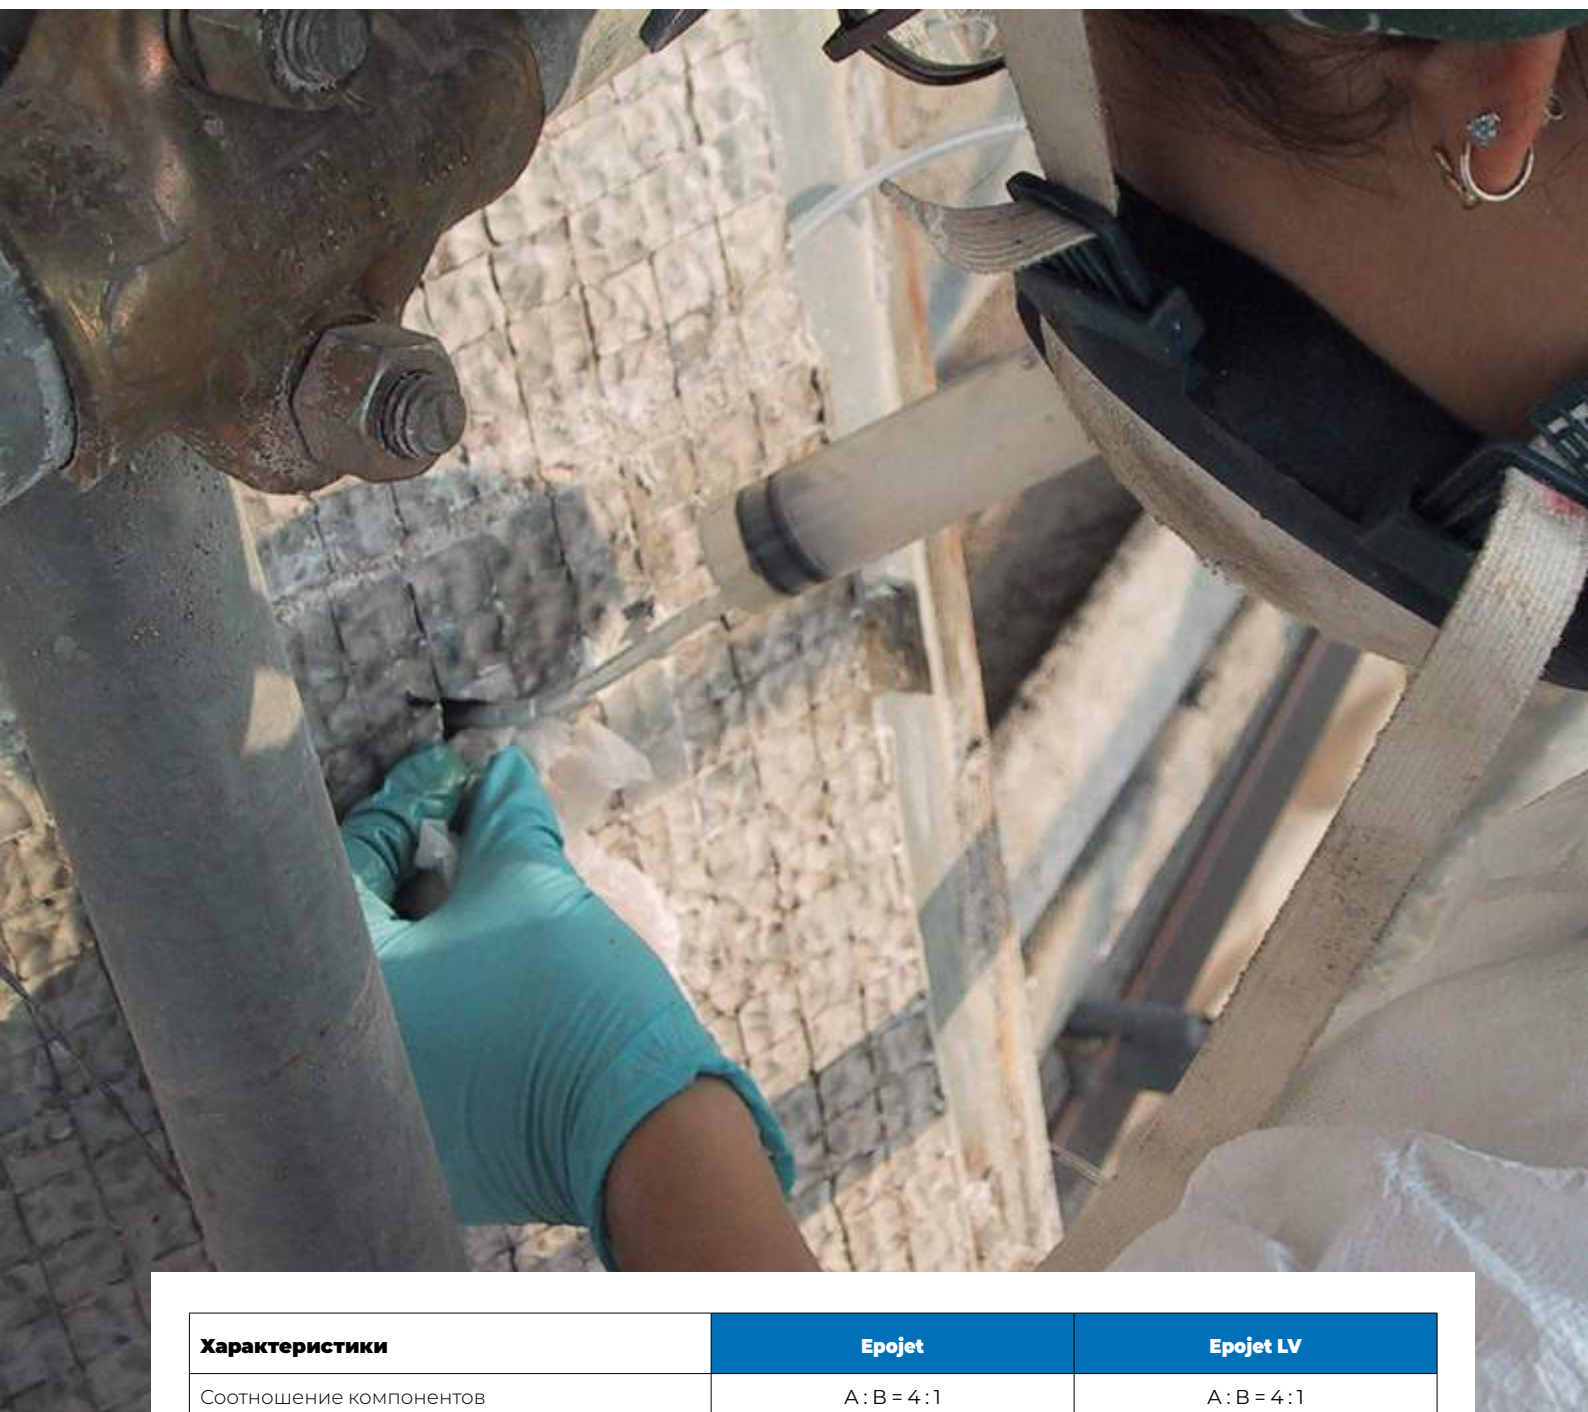 Характеристики Epojet Epojet LV
Соотношение компонентов A : B = 4 : 1 A : B = 4 : 1